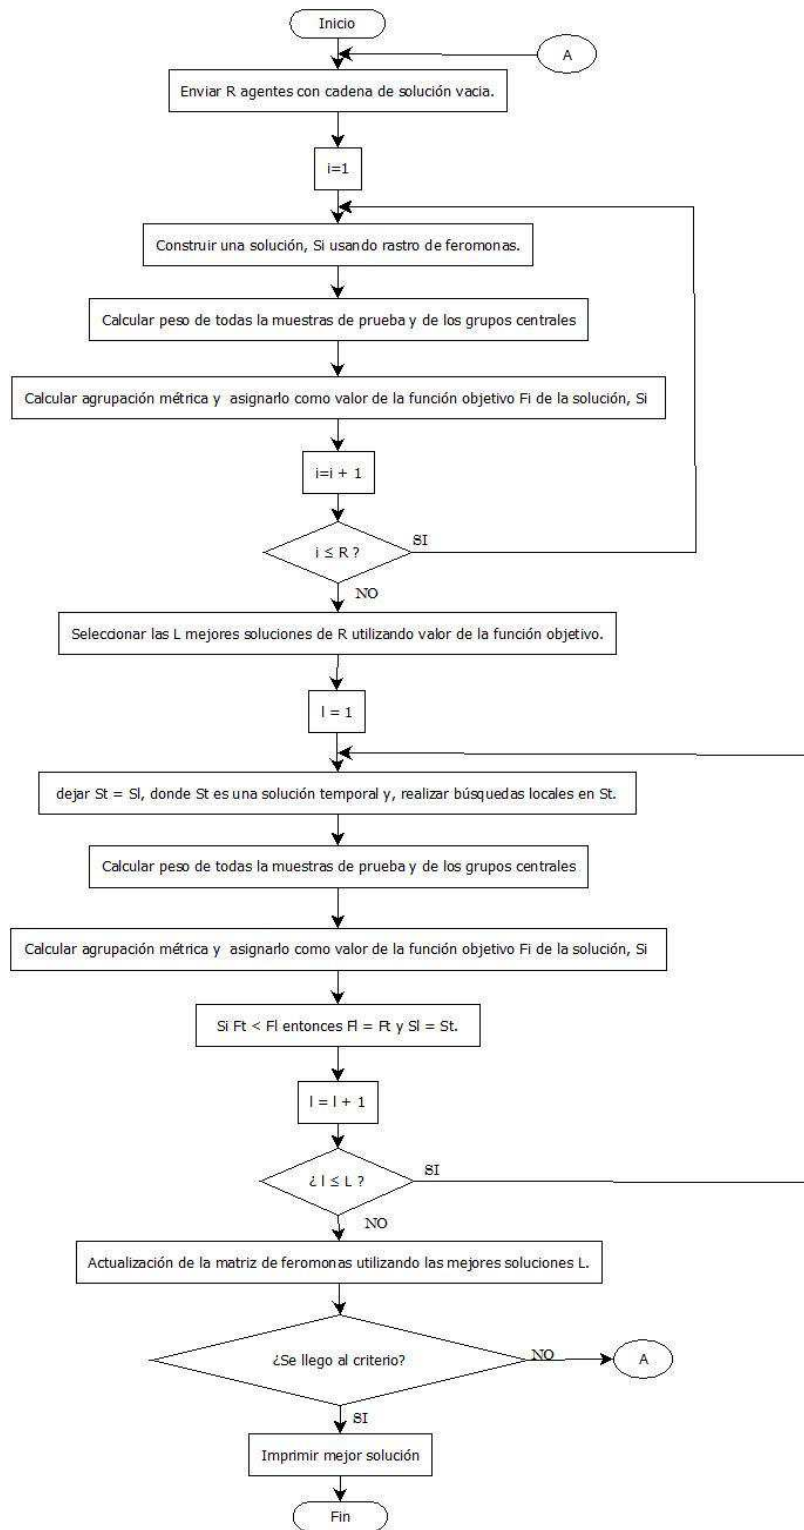 Inicio
A
Enviar R agentes con cadena de solución vacia.
i=1
Construir una solución, Si usando rastro de feromonas.
Calcular peso de todas la muestras de prueba y de los grupos centrales
Calcular agrupación métrica y asignarlo como valor de la función objetivo Fi de la solución, Si
i=i + 1
i ≤ R ?
SI
NO
Seleccionar las L mejores soluciones de R utilizando valor de la función objetivo.
l = 1
dejar St = Sl, donde St es una solución temporal y, realizar búsquedas locales en St.
Calcular peso de todas la muestras de prueba y de los grupos centrales
Calcular agrupación métrica y asignarlo como valor de la función objetivo Fi de la solución, Si
Si Ft < Fl entonces Fl = Ft y Sl = St.
l = l + 1
¿ l ≤ L ?
SI
NO
Actualización de la matriz de feromonas utilizando las mejores soluciones L.
¿Se llego al criterio?
NO
A
SI
Imprimir mejor solución
Fin